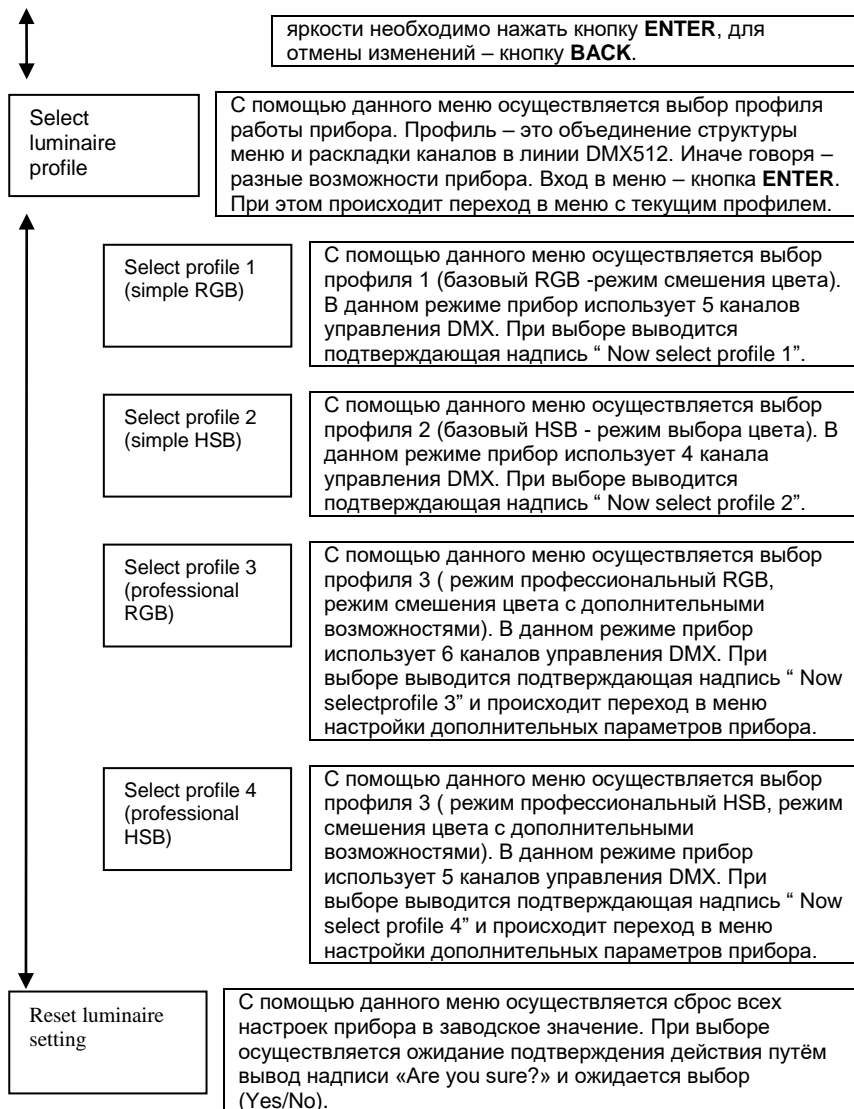 яркости необходимо нажать кнопку ENTER, для
отмены изменений – кнопку BACK.
Select
luminaire
profile
С помощью данного меню осуществляется выбор профиля
работы прибора. Профиль – это объединение структуры
меню и раскладки каналов в линии DMX512. Иначе говоря –
разные возможности прибора. Вход в меню – кнопка ENTER.
При этом происходит переход в меню с текущим профилем.
Select profile 1
(simple RGB)
С помощью данного меню осуществляется выбор
профиля 1 (базовый RGB -режим смешения цвета).
В данном режиме прибор использует 5 каналов
управления DMX. При выборе выводится
подтверждающая надпись “ Now select profile 1”.
Select profile 2
(simple HSB)
С помощью данного меню осуществляется выбор
профиля 2 (базовый HSB - режим выбора цвета). В
данном режиме прибор использует 4 канала
управления DMX. При выборе выводится
подтверждающая надпись “ Now select profile 2”.
Select profile 3
(professional
RGB)
С помощью данного меню осуществляется выбор
профиля 3 ( режим профессиональный RGB,
режим смешения цвета с дополнительными
возможностями). В данном режиме прибор
использует 6 каналов управления DMX. При
выборе выводится подтверждающая надпись “ Now
selectprofile 3” и происходит переход в меню
настройки дополнительных параметров прибора.
Select profile 4
(professional
HSB)
С помощью данного меню осуществляется выбор
профиля 3 ( режим профессиональный HSB, режим
смешения цвета с дополнительными
возможностями). В данном режиме прибор
использует 5 каналов управления DMX. При
выборе выводится подтверждающая надпись “ Now
select profile 4” и происходит переход в меню
настройки дополнительных параметров прибора.
Reset luminaire
setting
С помощью данного меню осуществляется сброс всех
настроек прибора в заводское значение. При выборе
осуществляется ожидание подтверждения действия путём
вывод надписи «Are you sure?» и ожидается выбор
(Yes/No).